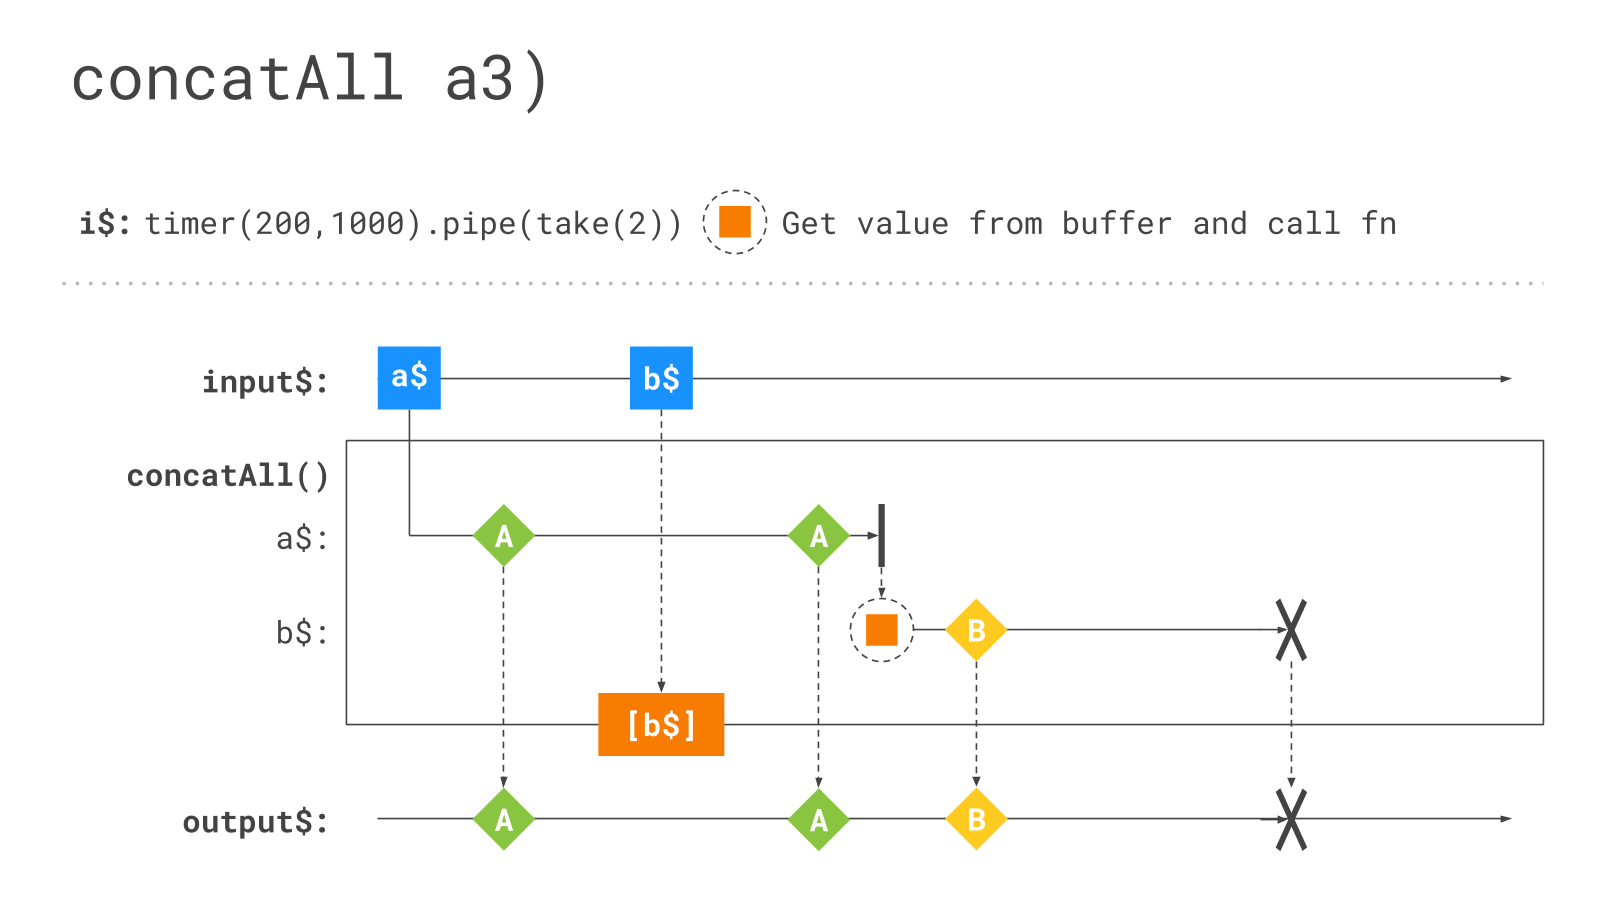 concatAll a3)
i$: timer(200,1000).pipe(take(2)) Get value from buffer and call fn
input$: a$ b$
concatAll()
a$: A A
b$: B X
[b$]
output$: A A B X